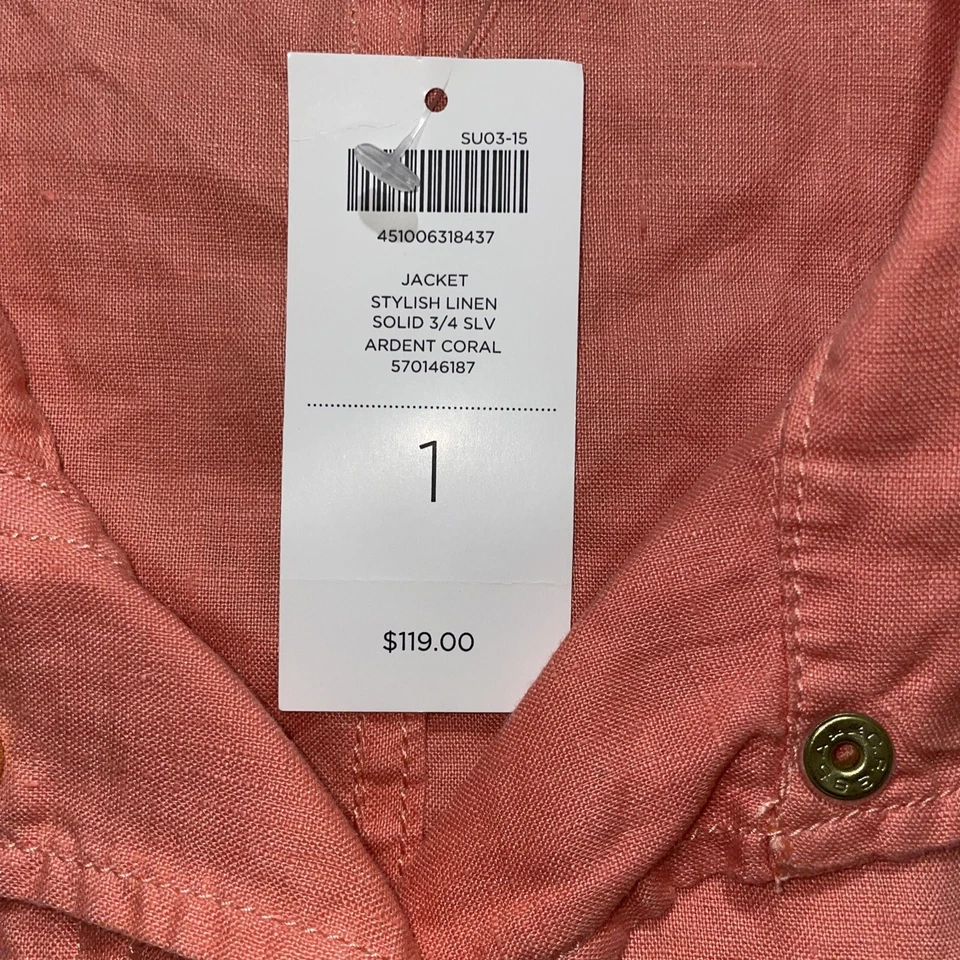 SU03-15
451006318437
JACKET
STYLISH LINEN
SOLID 3/4 SLV
ARDENT CORAL
570146187
1
$119.00